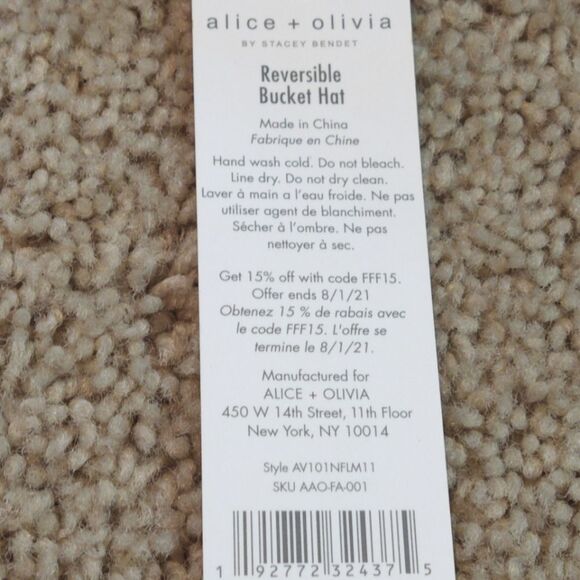 alice + olivia
BY STACEY BENDET
Reversible
Bucket Hat
Made in China
Fabrique en Chine
Hand wash cold. Do not bleach.
Line dry. Do not dry clean.
Laver à main a l'eau froide. Ne pas
utiliser agent de blanchiment.
Sécher à l'ombre. Ne pas
nettoyer à sec.
Get 15% off with code FFF15.
Offer ends 8/1/21
Obtenez 15 % de rabais avec
le code FFF15. L'offre se
termine le 8/1/21.
Manufactured for
ALICE + OLIVIA
450 W 14th Street, 11th Floor
New York, NY 10014
Style AV101NFLM11
SKU AAO-FA-001
1 92772 32437 5